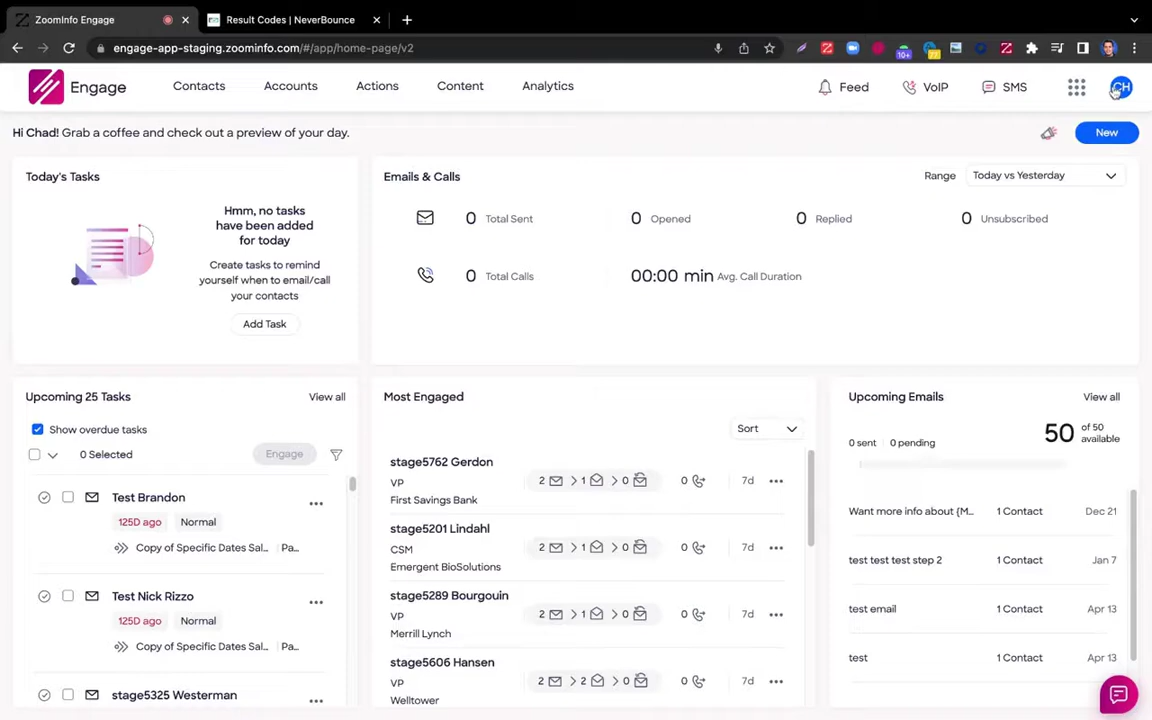 ZoomInfo Engage
Result Codes | NeverBounce
engage-app-staging.zoominfo.com/#/app/home-page/v2
10+
Engage
Contacts
Accounts
Actions
Content
Analytics
Feed
VoIP
SMS
CH
Hi Chad! Grab a coffee and check out a preview of your day.
New
Today's Tasks
Hmm, no tasks
have been added
for today
Create tasks to remind
yourself when to email/call
your contacts
Add Task
Emails & Calls
Range
Today vs Yesterday
0 Total Sent
0 Opened
0 Replied
0 Unsubscribed
0 Total Calls
00:00 min Avg. Call Duration
Upcoming 25 Tasks
View all
Show overdue tasks
0 Selected
Engage
Test Brandon
125D ago
Normal
Copy of Specific Dates Sal... Pa...
Test Nick Rizzo
125D ago
Normal
Copy of Specific Dates Sal... Pa...
stage5325 Westerman
Most Engaged
Sort
stage5762 Gerdon
VP
First Savings Bank
2 > 1 > 0
0
7d
stage5201 Lindahl
CSM
Emergent BioSolutions
2 > 1 > 0
0
7d
stage5289 Bourgouin
VP
Merrill Lynch
2 > 1 > 0
0
7d
stage5606 Hansen
VP
Welltower
2 > 2 > 0
0
7d
Upcoming Emails
View all
0 sent
0 pending
50 of 50
available
Want more info about {M...
1 Contact
Dec 21
test test test step 2
1 Contact
Jan 7
test email
1 Contact
Apr 13
test
1 Contact
Apr 13